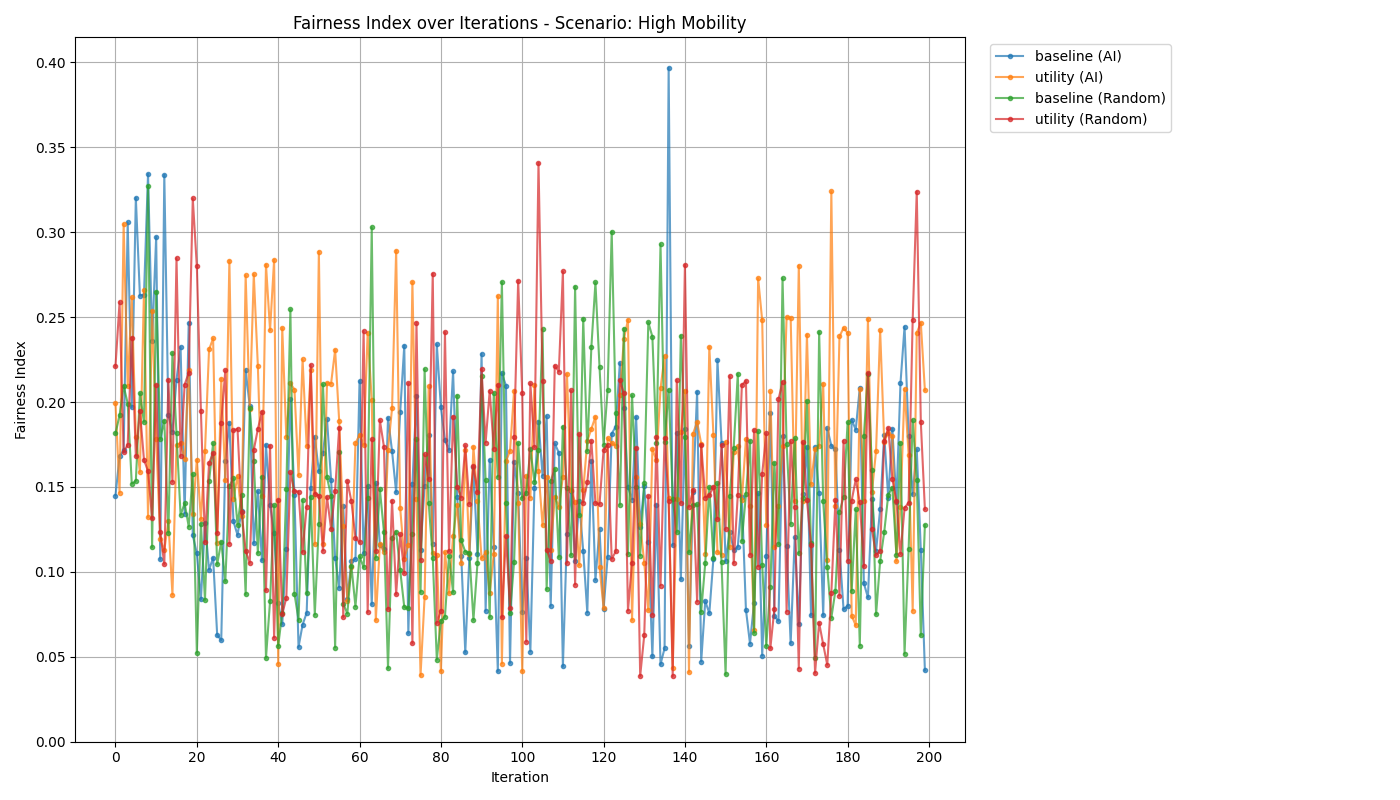 Fairness Index over Iterations - Scenario: High Mobility
baseline (AI)
utility (AI)
baseline (Random)
utility (Random)
Fairness Index
0.40
0.35
0.30
0.25
0.20
0.15
0.10
0.05
0.00
0 20 40 60 80 100 120 140 160 180 200
Iteration